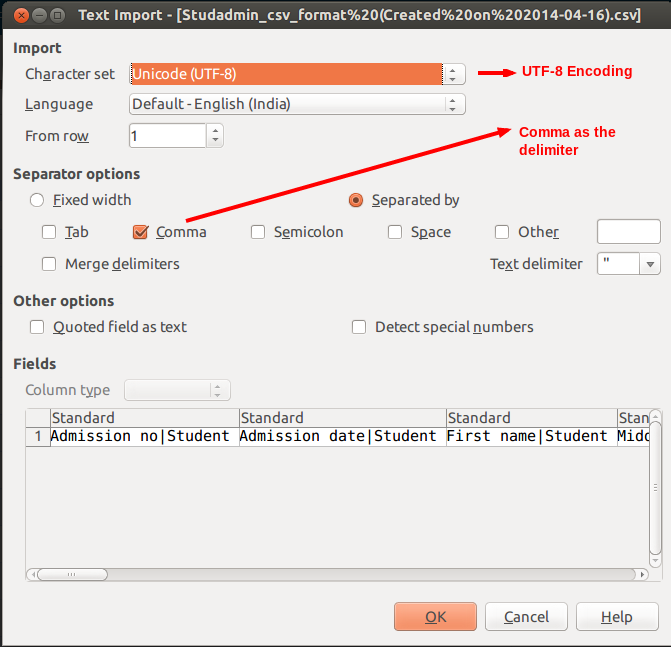 Text Import - [Studadmin_csv_format%20(Created%20on%202014-04-16).csv]
Import
Character set Unicode (UTF-8) UTF-8 Encoding
Language Default - English (India)
Comma as the
delimiter
From row 1
Separator options
Fixed width Separated by
Tab Comma Semicolon Space Other
Merge delimiters Text delimiter "
Other options
Quoted field as text Detect special numbers
Fields
Column type
Standard Standard Standard Stan
1 Admission no|Student Admission date|Student First name|Student Midd
OK Cancel Help